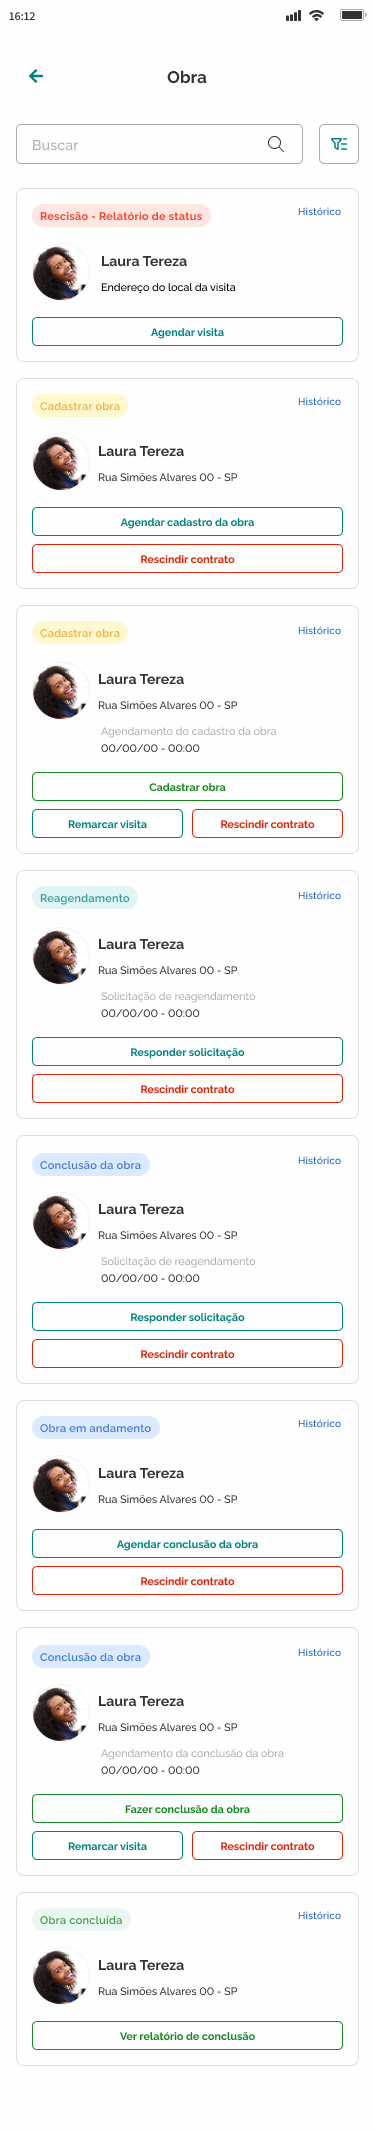 16:12
Obra
Buscar
Rescisão - Relatório de status
Histórico
Laura Tereza
Endereço do local da visita
Agendar visita
Cadastrar obra
Histórico
Laura Tereza
Rua Simões Alvares 00 - SP
Agendar cadastro da obra
Rescindir contrato
Cadastrar obra
Histórico
Laura Tereza
Rua Simões Alvares 00 - SP
Agendamento do cadastro da obra
00/00/00 - 00:00
Cadastrar obra
Remarcar visita
Rescindir contrato
Reagendamento
Histórico
Laura Tereza
Rua Simões Alvares 00 - SP
Solicitação de reagendamento
00/00/00 - 00:00
Responder solicitação
Rescindir contrato
Conclusão da obra
Histórico
Laura Tereza
Rua Simões Alvares 00 - SP
Solicitação de reagendamento
00/00/00 - 00:00
Responder solicitação
Rescindir contrato
Obra em andamento
Histórico
Laura Tereza
Rua Simões Alvares 00 - SP
Agendar conclusão da obra
Rescindir contrato
Conclusão da obra
Histórico
Laura Tereza
Rua Simões Alvares 00 - SP
Agendamento da conclusão da obra
00/00/00 - 00:00
Fazer conclusão da obra
Remarcar visita
Rescindir contrato
Obra concluída
Histórico
Laura Tereza
Rua Simões Alvares 00 - SP
Ver relatório de conclusão